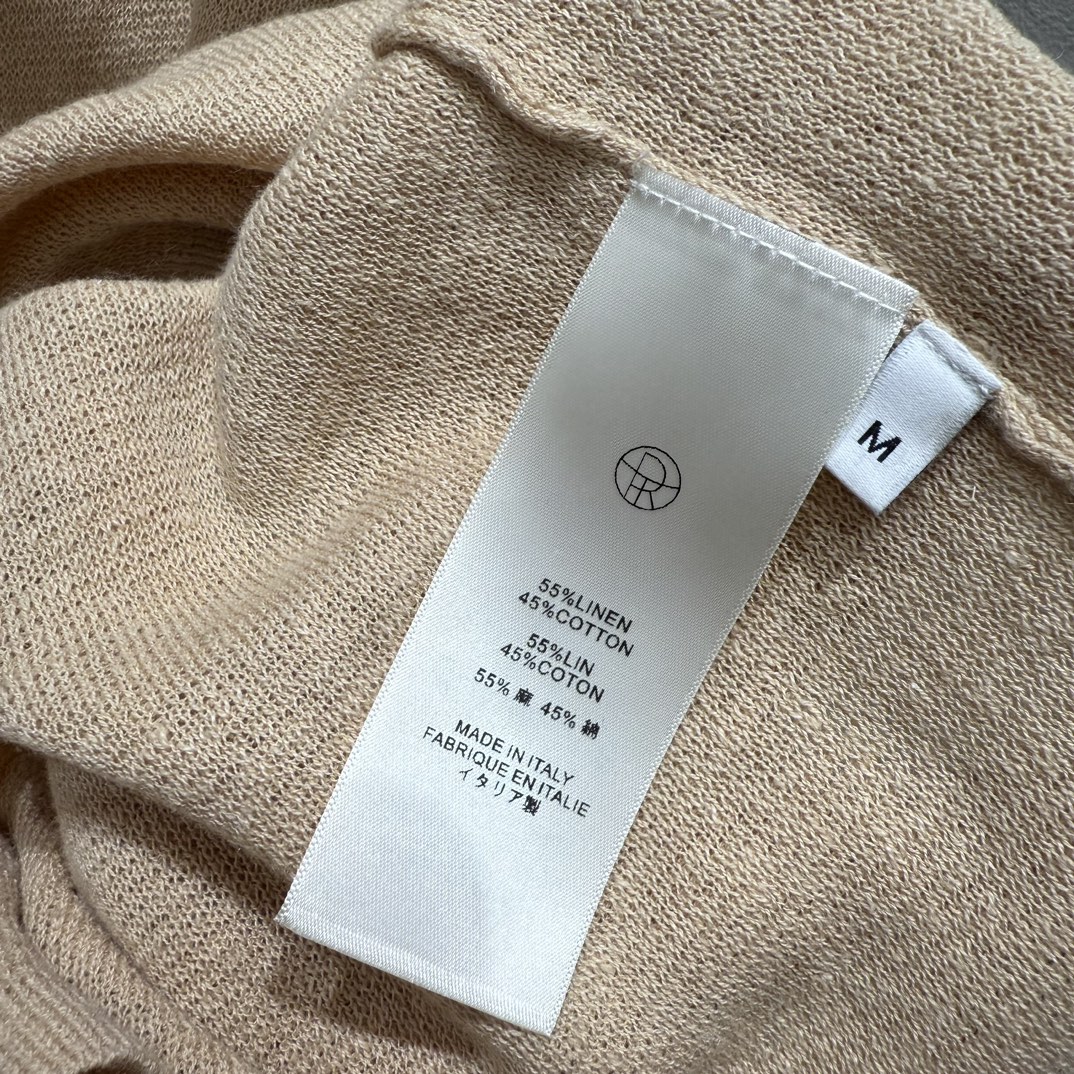 55%LINEN
45%COTTON
55%LIN
45%COTON
55% 麻 45%
MADE IN ITALY
FABRIQUE EN ITALIE
イタリア製
M